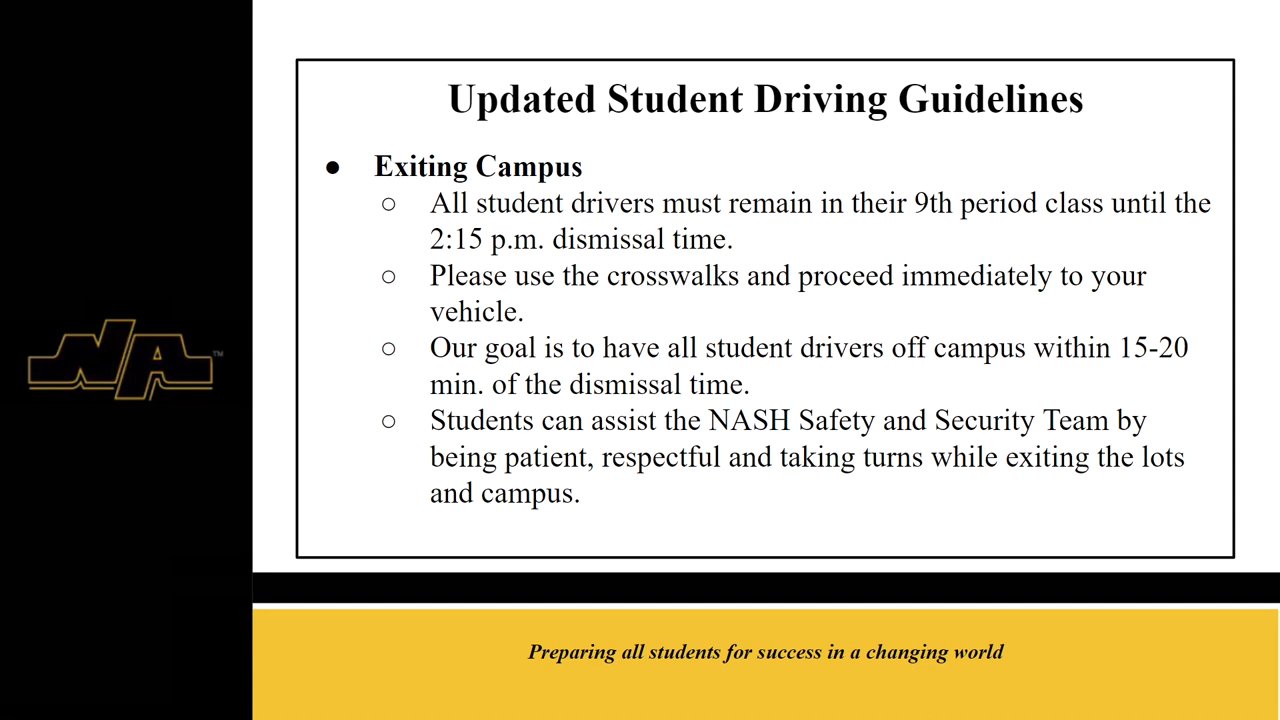 Updated Student Driving Guidelines
● Exiting Campus
○ All student drivers must remain in their 9th period class until the
2:15 p.m. dismissal time.
○ Please use the crosswalks and proceed immediately to your
vehicle.
○ Our goal is to have all student drivers off campus within 15-20
min. of the dismissal time.
○ Students can assist the NASH Safety and Security Team by
being patient, respectful and taking turns while exiting the lots
and campus.
NA™
Preparing all students for success in a changing world